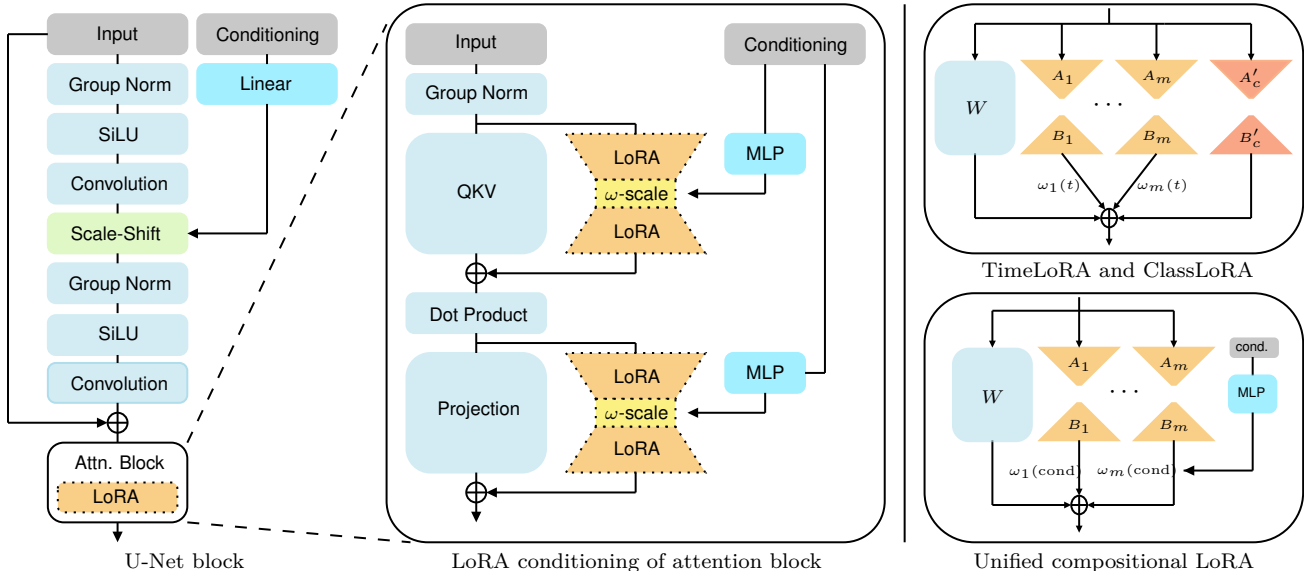 Input
Conditioning
Group Norm
Linear
SiLU
Convolution
Scale-Shift
Group Norm
SiLU
Convolution
Attn. Block
LoRA
U-Net block
Input
Conditioning
Group Norm
QKV
LoRA
ω-scale
LoRA
MLP
Dot Product
Projection
LoRA
ω-scale
LoRA
MLP
LoRA conditioning of attention block
W
A₁
Aₘ
A′c
· · ·
B₁
Bₘ
B′c
ω₁(t)
ωₘ(t)
TimeLoRA and ClassLoRA
W
A₁
Aₘ
cond.
· · ·
MLP
B₁
Bₘ
ω₁(cond)
ωₘ(cond)
Unified compositional LoRA